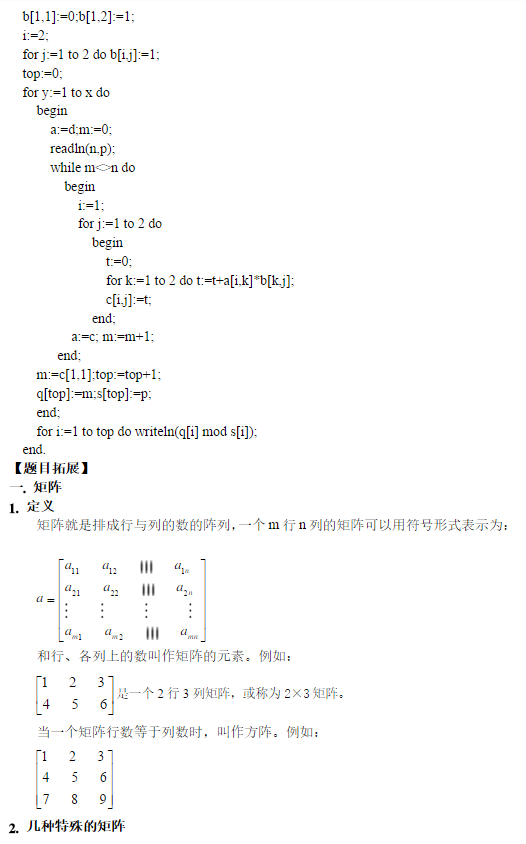 b[1,1]:=0;b[1,2]:=1;
i:=2;
for j:=1 to 2 do b[i,j]:=1;
top:=0;
for y:=1 to x do
begin
a:=d;m:=0;
readln(n,p);
while m<>n do
begin
i:=1;
for j:=1 to 2 do
begin
t:=0;
for k:=1 to 2 do t:=t+a[i,k]*b[k,j];
c[i,j]:=t;
end;
a:=c; m:=m+1;
end;
m:=c[1,1];top:=top+1;
q[top]:=m;s[top]:=p;
end;
for i:=1 to top do writeln(q[i] mod s[i]);
end.
【题目拓展】
一. 矩阵
1. 定义
矩阵就是排成行与列的数的阵列,一个 m 行 n 列的矩阵可以用符号形式表示为:
a11 a12 ⅼⅼⅼ a1n
a21 a22 ⅼⅼⅼ a2n
a = ⋮ ⋮ ⋮ ⋮
am1 am2 ⅼⅼⅼ amn
和行、各列上的数叫作矩阵的元素。例如:
1 2 3
4 5 6 是一个 2 行 3 列矩阵，或称为 2×3 矩阵。
当一个矩阵行数等于列数时，叫作方阵。例如:
1 2 3
4 5 6
7 8 9
2. 几种特殊的矩阵